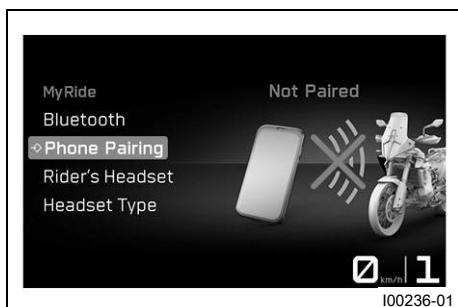 MyRide
Not Paired
Bluetooth
Phone Pairing
Rider's Headset
Headset Type
0 km/h 1
I00236-01